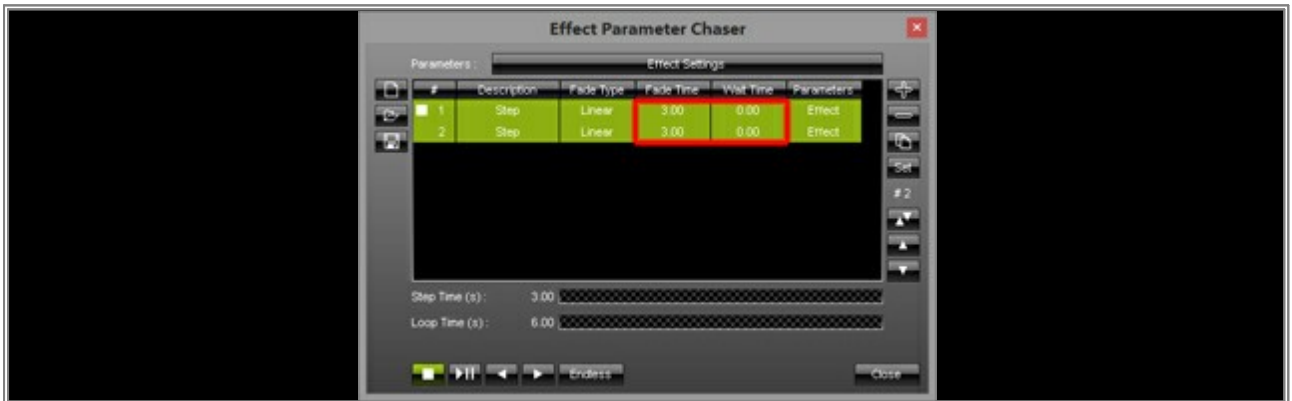 Effect Parameter Chaser
Parameters : Effect Settings
# Description Fade Type Fade Time Wait Time Parameters
1 Step Linear 3.00 0.00 Effect
2 Step Linear 3.00 0.00 Effect
Set
#2
Step Time (s) : 3.00
Loop Time (s) : 6.00
Endless Close